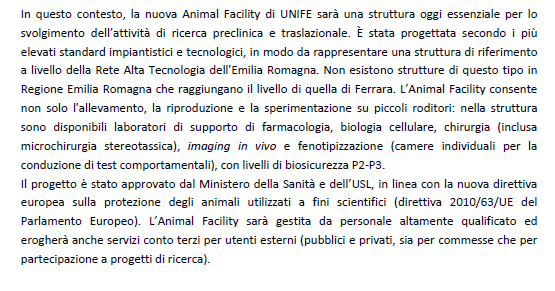 In questo contesto, la nuova Animal Facility di UNIFE sarà una struttura oggi essenziale per lo
svolgimento dell’attività di ricerca preclinica e traslazionale. È stata progettata secondo i più
elevati standard impiantistici e tecnologici, in modo da rappresentare una struttura di riferimento
a livello della Rete Alta Tecnologia dell'Emilia Romagna. Non esistono strutture di questo tipo in
Regione Emilia Romagna che raggiungano il livello di quella di Ferrara. L’Animal Facility consente
non solo l'allevamento, la riproduzione e la sperimentazione su piccoli roditori: nella struttura
sono disponibili laboratori di supporto di farmacologia, biologia cellulare, chirurgia (inclusa
microchirurgia stereotassica), imaging in vivo e fenotipizzazione (camere individuali per la
conduzione di test comportamentali), con livelli di biosicurezza P2-P3.
Il progetto è stato approvato dal Ministero della Sanità e dell’USL, in linea con la nuova direttiva
europea sulla protezione degli animali utilizzati a fini scientifici (direttiva 2010/63/UE del
Parlamento Europeo). L’Animal Facility sarà gestita da personale altamente qualificato ed
erogherà anche servizi conto terzi per utenti esterni (pubblici e privati, sia per commesse che per
partecipazione a progetti di ricerca).